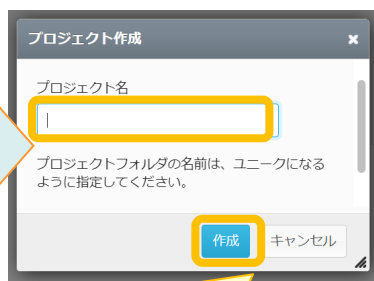 プロジェクト作成
×
プロジェクト名
プロジェクトフォルダの名前は、ユニークになる
ように指定してください。
作成 キャンセル